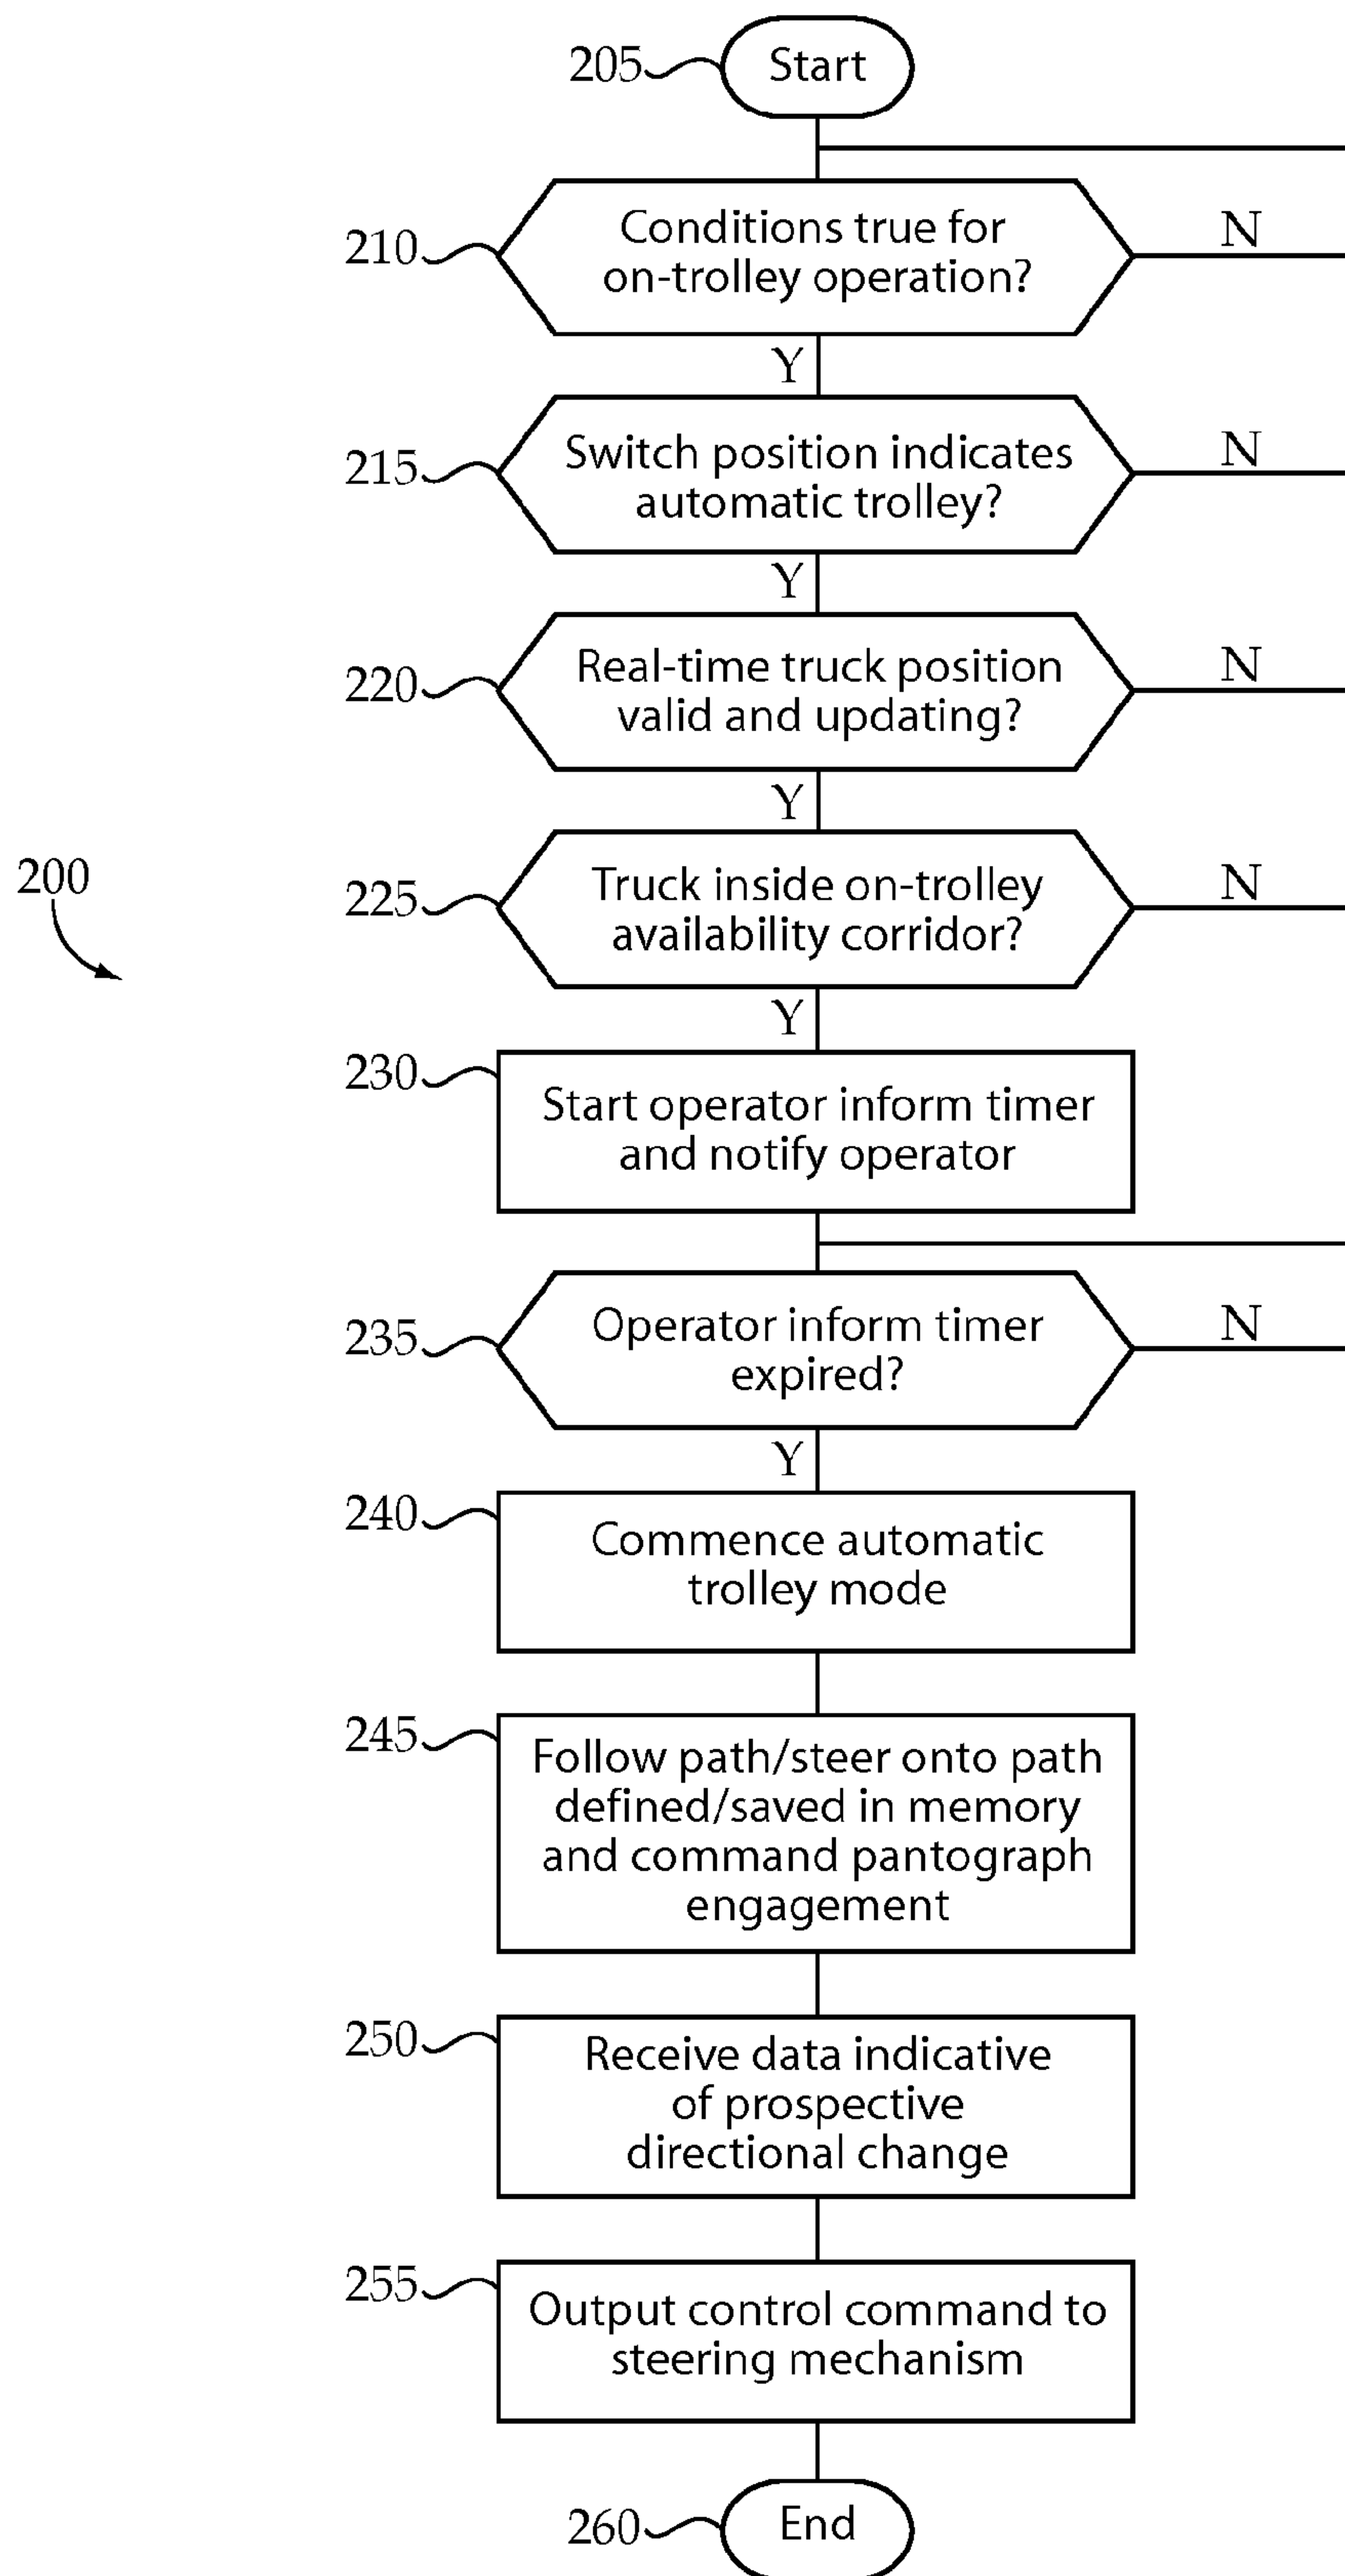 205
Start
210
Conditions true for
on-trolley operation?
N
Y
215
Switch position indicates
automatic trolley?
N
Y
220
Real-time truck position
valid and updating?
N
Y
200
225
Truck inside on-trolley
availability corridor?
N
Y
230
Start operator inform timer
and notify operator
235
Operator inform timer
expired?
N
Y
240
Commence automatic
trolley mode
245
Follow path/steer onto path
defined/saved in memory
and command pantograph
engagement
250
Receive data indicative
of prospective
directional change
255
Output control command to
steering mechanism
260
End